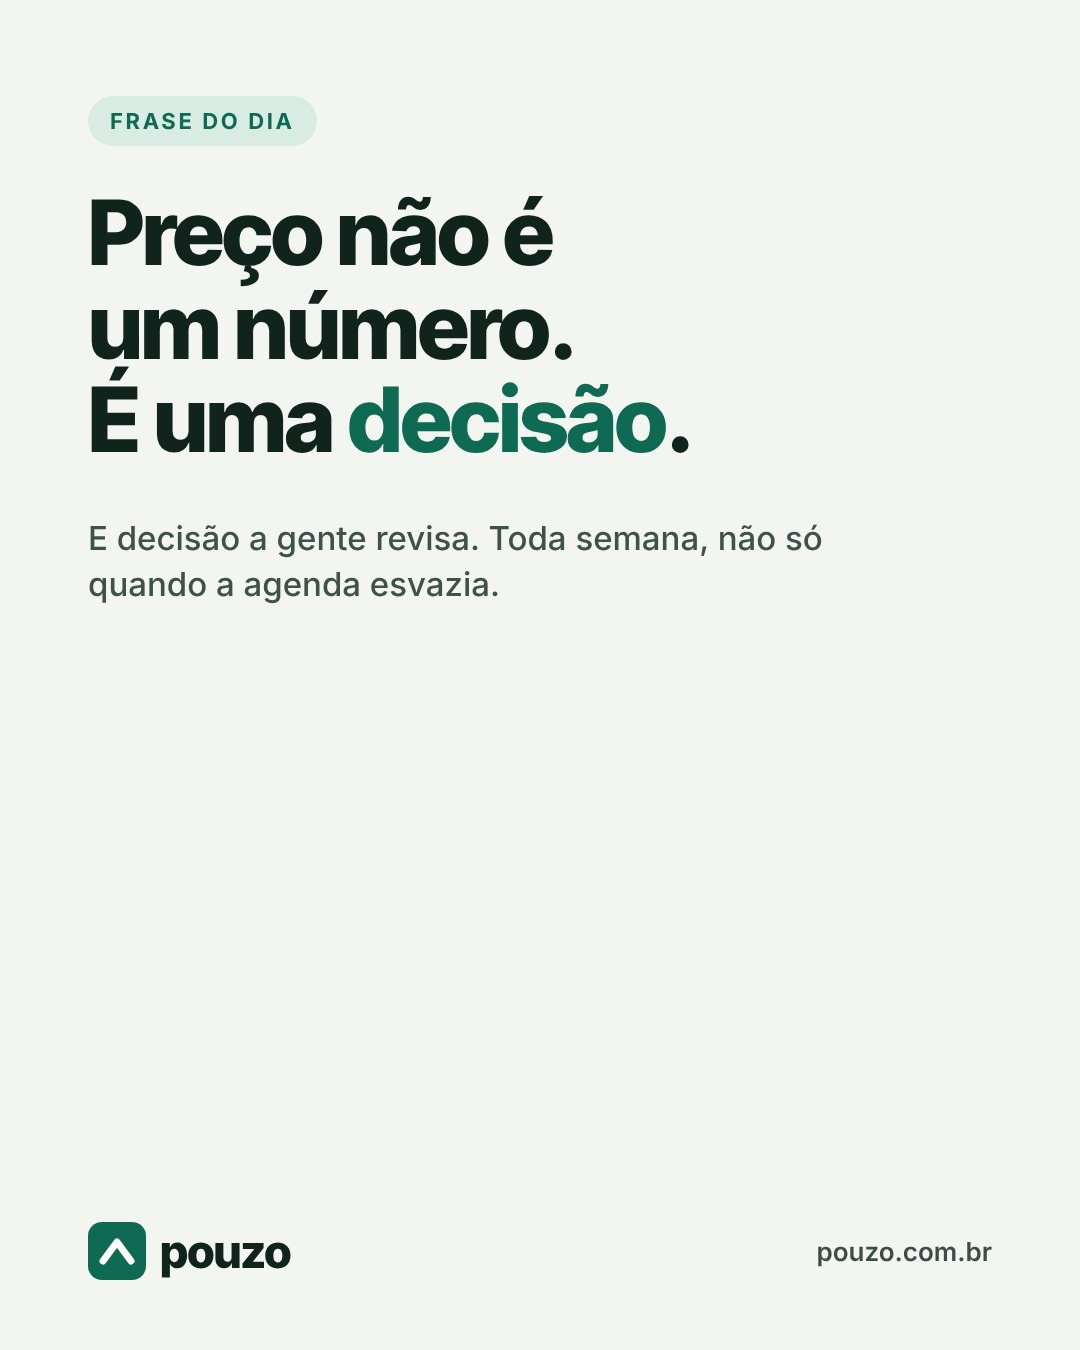 FRASE DO DIA
Preço não é
um número.
É uma decisão.
E decisão a gente revisa. Toda semana, não só
quando a agenda esvazia.
pouzo
pouzo.com.br